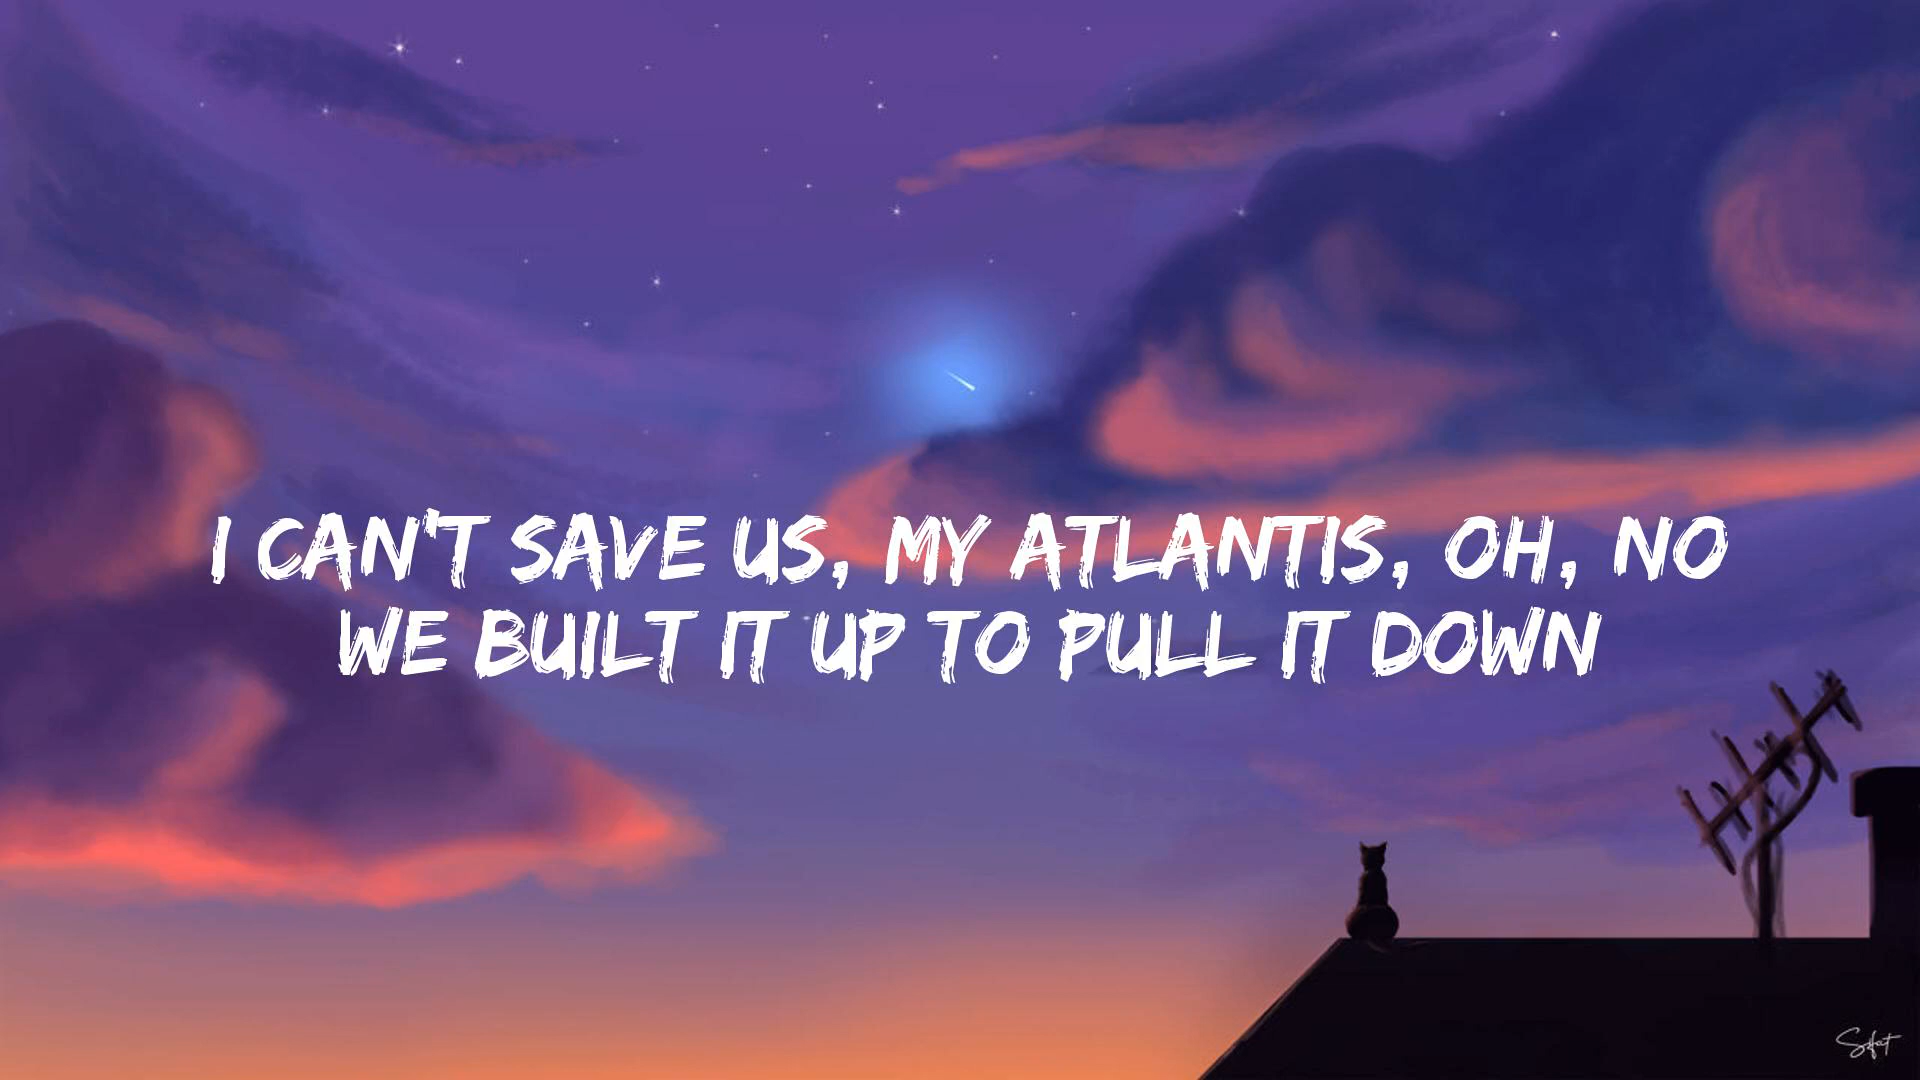 I CAN'T SAVE US, MY ATLANTIS, OH, NO
WE BUILT IT UP TO PULL IT DOWN